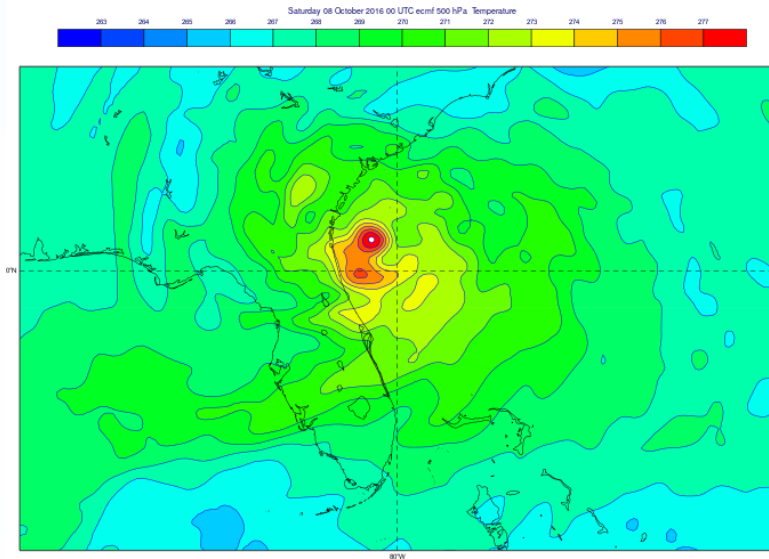 Saturday 08 October 2016 00 UTC ecmf 500 hPa Temperature
263 264 265 266 267 268 269 270 271 272 273 274 275 276 277
0°N
80°W